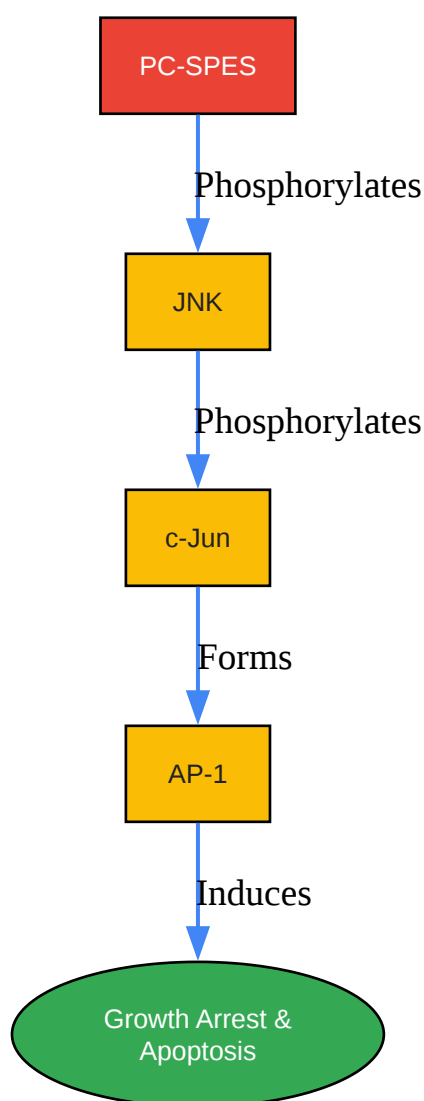 PC-SPES
Phosphorylates
JNK
Phosphorylates
c-Jun
Forms
AP-1
Induces
Growth Arrest &
Apoptosis